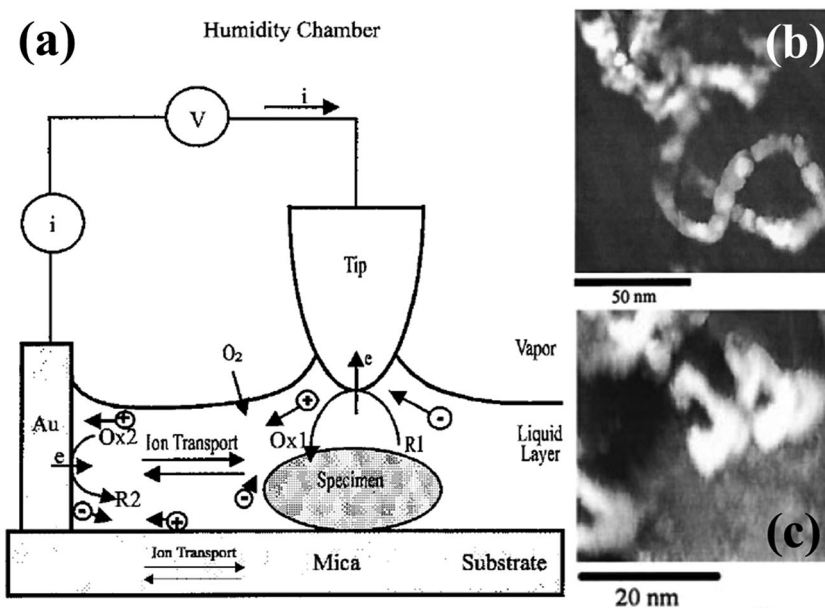 (a)
Humidity Chamber
(b)
i
V
i
Tip
50 nm
O₂
e
Vapor
Au
+
+
-
Ox2
Ion Transport
Ox1
R1
Liquid
Layer
e
R2
-
Specimen
-
+
Ion Transport
Mica
Substrate
(c)
20 nm